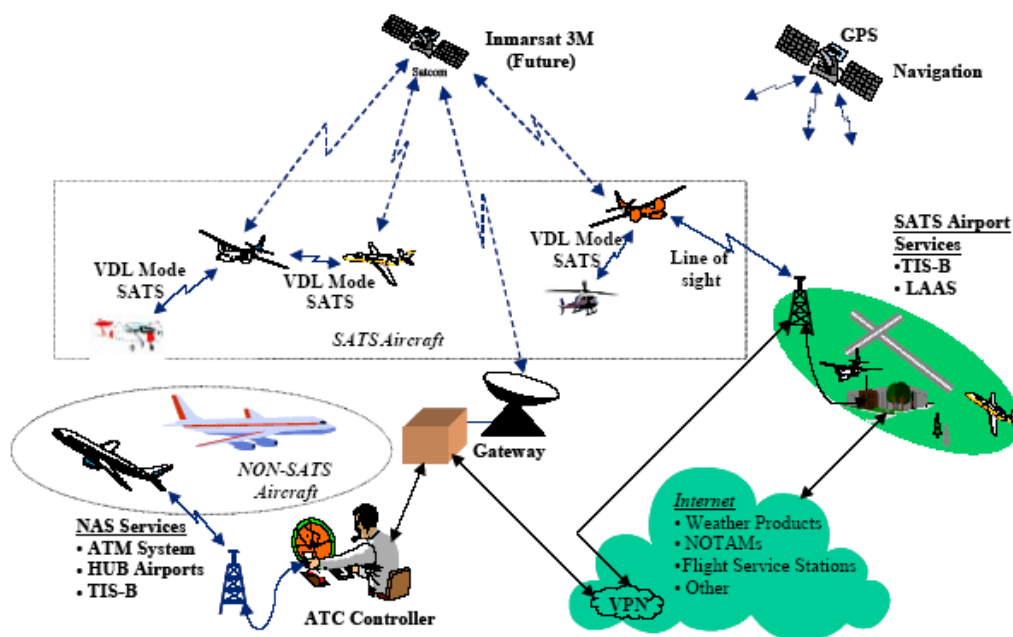 Inmarsat 3M
(Future)
Satcom
GPS
Navigation
VDL Mode
SATS
VDL Mode
SATS
VDL Mode
SATS
Line of
sight
SATS Aircraft
SATS Airport
Services
•TIS-B
• LAAS
NON-SATS
Aircraft
Gateway
NAS Services
• ATM System
• HUB Airports
• TIS-B
ATC Controller
Internet
• Weather Products
• NOTAMs
•Flight Service Stations
• Other
VPN